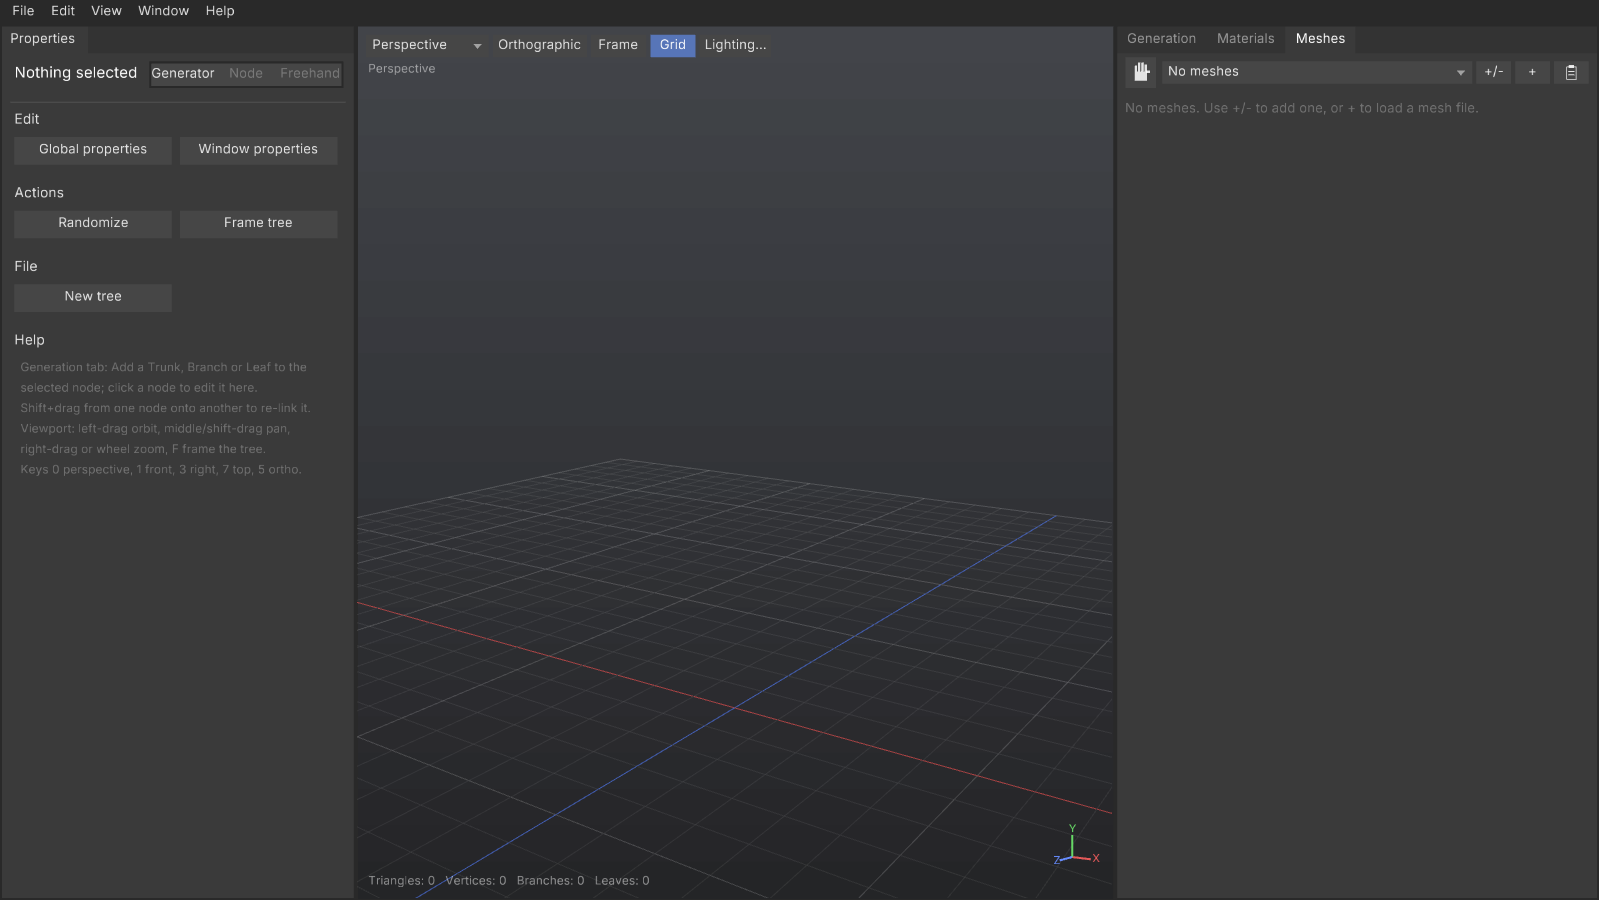 File Edit View Window Help
Properties
Nothing selected Generator Node Freehand
Edit
Global properties Window properties
Actions
Randomize Frame tree
File
New tree
Help
Generation tab: Add a Trunk, Branch or Leaf to the
selected node; click a node to edit it here.
Shift+drag from one node onto another to re-link it.
Viewport: left-drag orbit, middle/shift-drag pan,
right-drag or wheel zoom, F frame the tree.
Keys 0 perspective, 1 front, 3 right, 7 top, 5 ortho.
Perspective Orthographic Frame Grid Lighting...
Perspective
Y
Z X
Triangles: 0 Vertices: 0 Branches: 0 Leaves: 0
Generation Materials Meshes
No meshes +/- +
No meshes. Use +/- to add one, or + to load a mesh file.